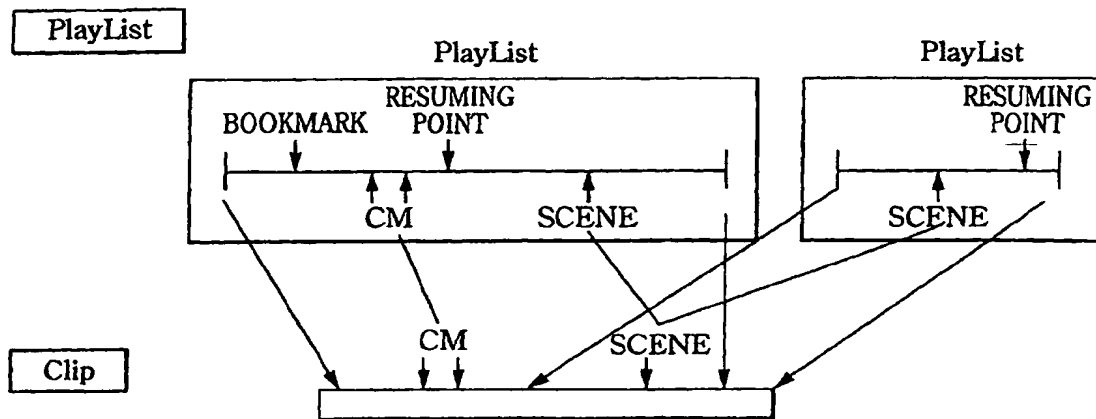 PlayList
PlayList
PlayList
BOOKMARK
RESUMING
POINT
RESUMING
POINT
CM
SCENE
SCENE
CM
SCENE
Clip